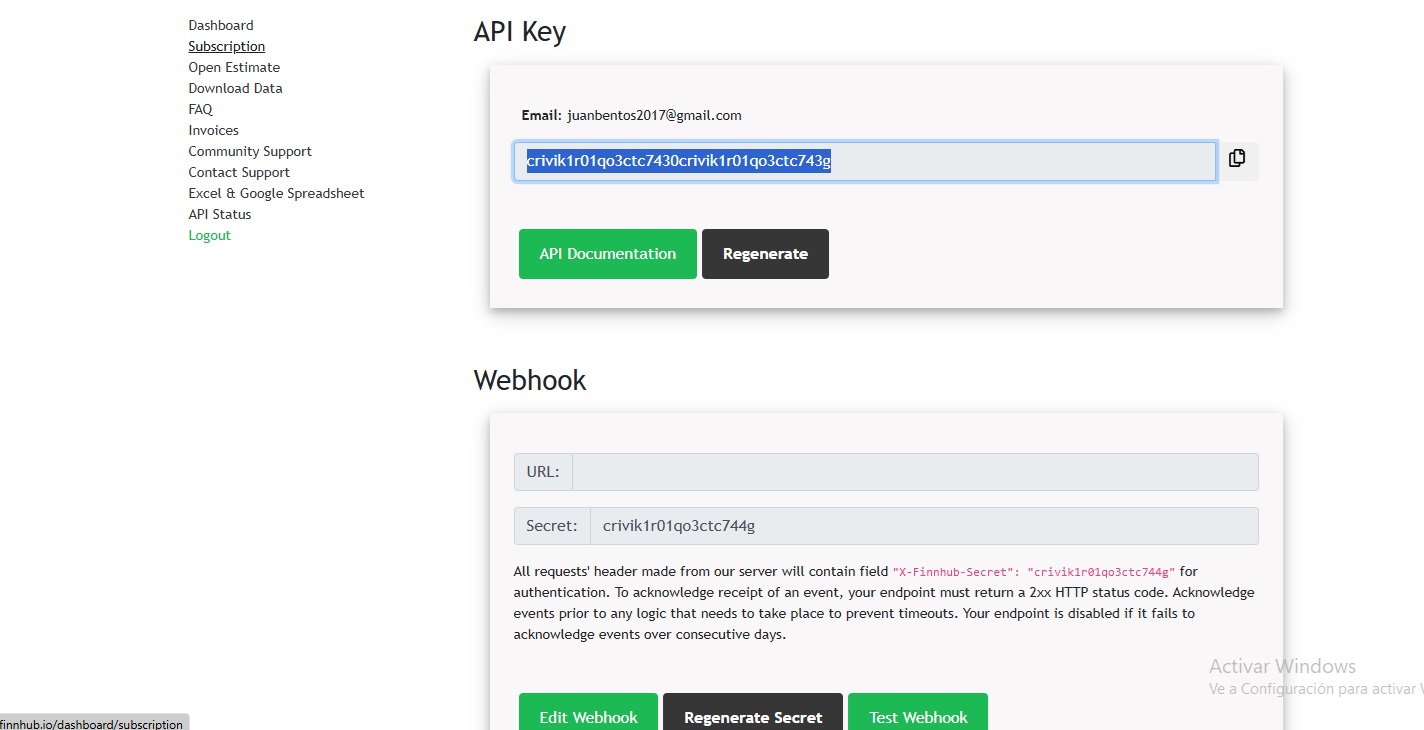 Dashboard
Subscription
Open Estimate
Download Data
FAQ
Invoices
Community Support
Contact Support
Excel & Google Spreadsheet
API Status
Logout
API Key
Email: juanbentos2017@gmail.com
crivik1r01qo3ctc7430crivik1r01qo3ctc743g
API Documentation
Regenerate
Webhook
URL:
Secret: crivik1r01qo3ctc744g
All requests' header made from our server will contain field "X-Finnhub-Secret": "crivik1r01qo3ctc744g" for
authentication. To acknowledge receipt of an event, your endpoint must return a 2xx HTTP status code. Acknowledge
events prior to any logic that needs to take place to prevent timeouts. Your endpoint is disabled if it fails to
acknowledge events over consecutive days.
Edit Webhook
Regenerate Secret
Test Webhook
Activar Windows
Ve a Configuración para activar
finnhub.io/dashboard/subscription